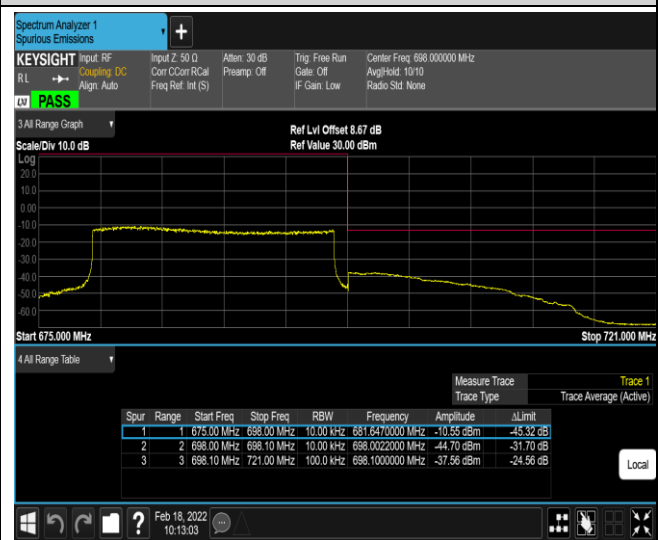 Spectrum Analyzer 1
Spurious Emissions
KEYSIGHT Input: RF
RL Coupling: DC
Align: Auto
Input Z: 50 Ω
Corr CCorr RCal
Freq Ref: Int (S)
Atten: 30 dB
Preamp: Off
Trig: Free Run
Gate: Off
IF Gain: Low
Center Freq: 698.000000 MHz
Avg|Hold: 10/10
Radio Std: None
LXI PASS
3 All Range Graph
Scale/Div 10.0 dB
Ref Lvl Offset 8.67 dB
Ref Value 30.00 dBm
Log
20.0
10.0
0.00
-10.0
-20.0
-30.0
-40.0
-50.0
-60.0
Start 675.000 MHz
Stop 721.000 MHz
4 All Range Table
Measure Trace Trace 1
Trace Type Trace Average (Active)
Spur Range Start Freq Stop Freq RBW Frequency Amplitude ΔLimit
1 1 675.00 MHz 698.00 MHz 10.00 kHz 681.6470000 MHz -10.55 dBm -45.32 dB
2 2 698.00 MHz 698.10 MHz 10.00 kHz 698.0022000 MHz -44.70 dBm -31.70 dB
3 3 698.10 MHz 721.00 MHz 100.0 kHz 698.1000000 MHz -37.56 dBm -24.56 dB
Local
Feb 18, 2022
10:13:03